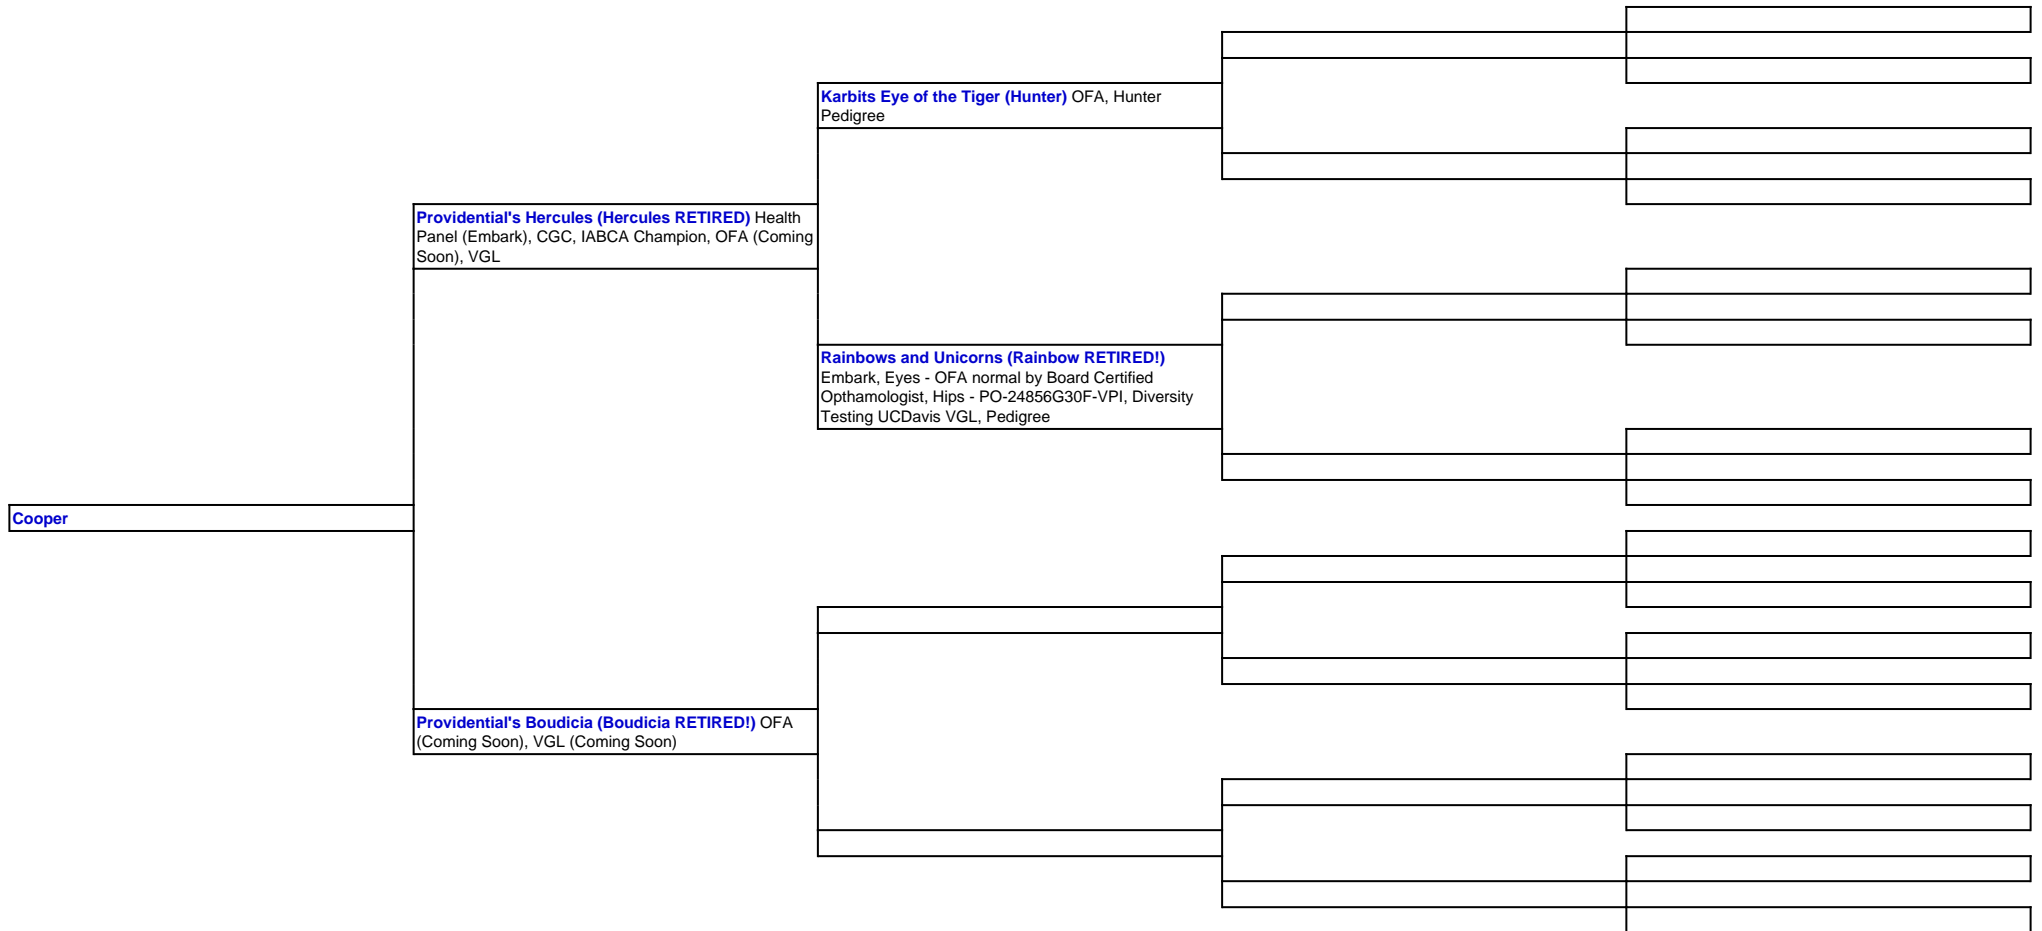 Karbits Eye of the Tiger (Hunter) OFA, Hunter
Pedigree
Providential's Hercules (Hercules RETIRED) Health
Panel (Embark), CGC, IABCA Champion, OFA (Coming
Soon), VGL
Rainbows and Unicorns (Rainbow RETIRED!)
Embark, Eyes - OFA normal by Board Certified
Opthamologist, Hips - PO-24856G30F-VPI, Diversity
Testing UCDavis VGL, Pedigree
Cooper
Providential's Boudicia (Boudicia RETIRED!) OFA
(Coming Soon), VGL (Coming Soon)